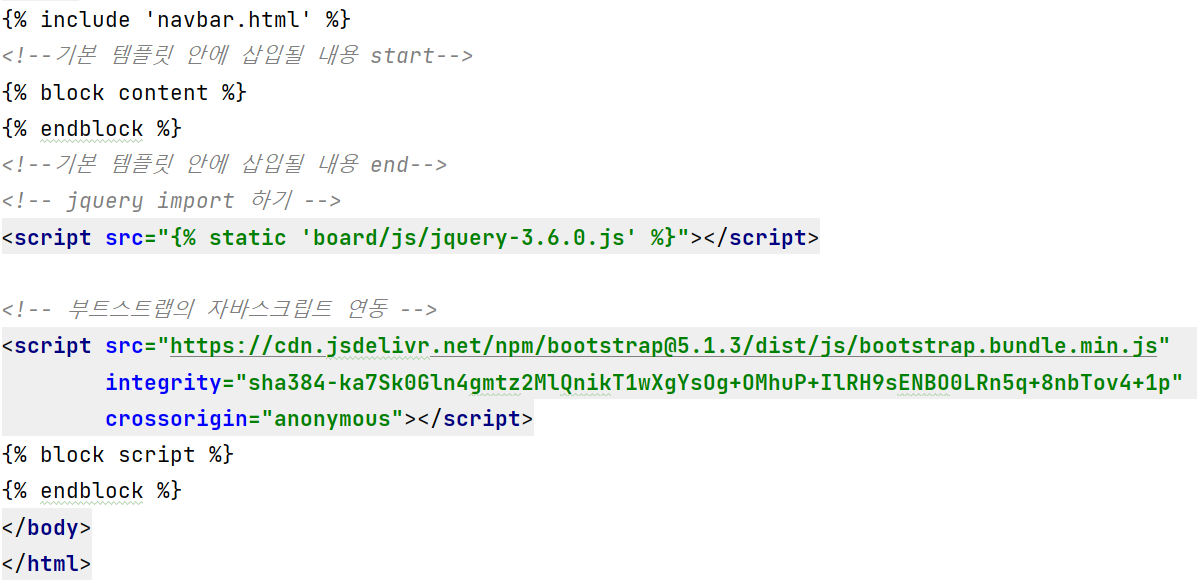 {% include 'navbar.html' %}
<!--기본 템플릿 안에 삽입될 내용 start-->
{% block content %}
{% endblock %}
<!--기본 템플릿 안에 삽입될 내용 end-->
<!-- jquery import 하기 -->
<script src="{% static 'board/js/jquery-3.6.0.js' %}"></script>
<!-- 부트스트랩의 자바스크립트 연동 -->
<script src="https://cdn.jsdelivr.net/npm/bootstrap@5.1.3/dist/js/bootstrap.bundle.min.js"
integrity="sha384-ka7Sk0Gln4gmtz2MlQnikT1wXgYsOg+OMhuP+IlRH9sENBO0LRn5q+8nbTov4+1p"
crossorigin="anonymous"></script>
{% block script %}
{% endblock %}
</body>
</html>